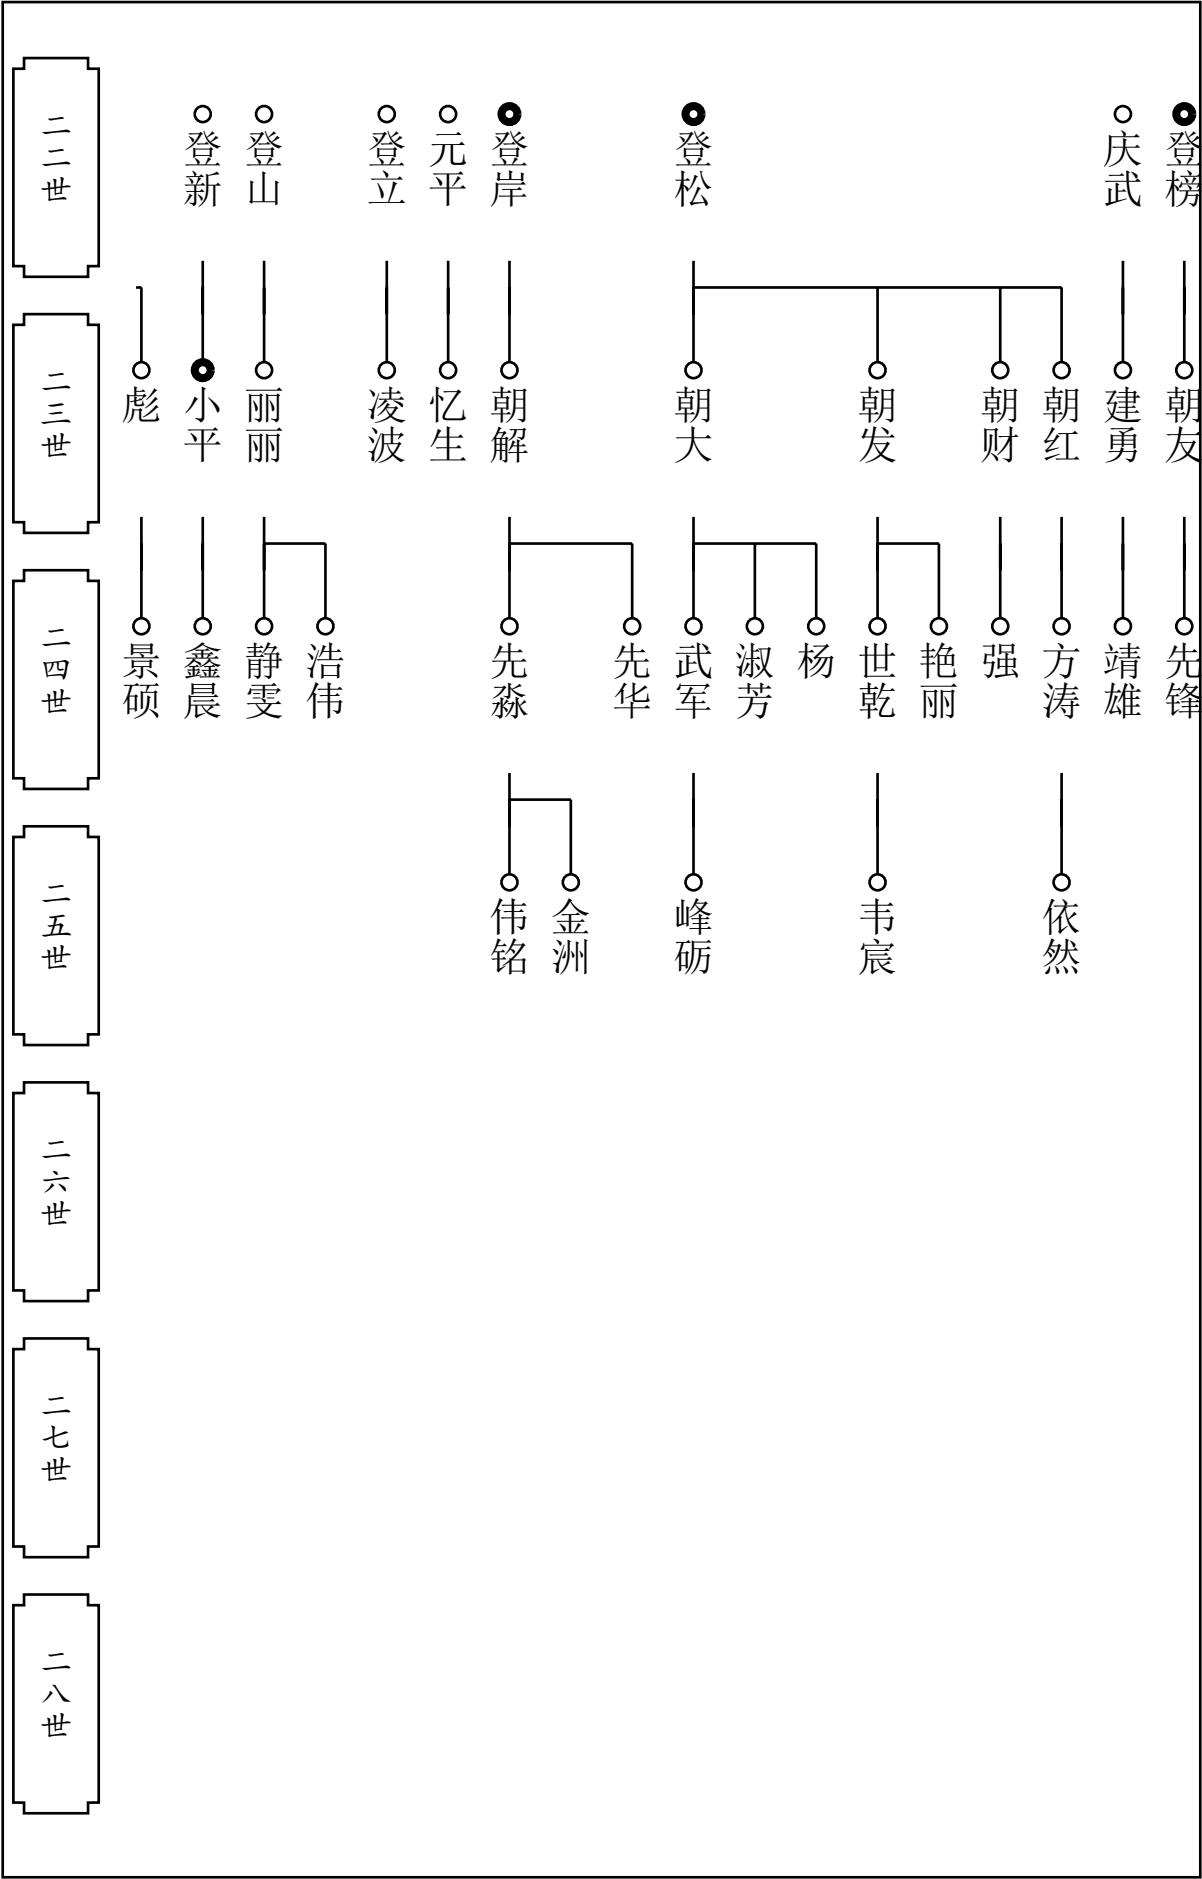 二二世
登新
登山
登立
元平
登岸
登松
庆武
登榜
二三世
彪
小平
丽丽
凌波
忆生
朝解
朝大
朝发
朝财
朝红
建勇
朝友
二四世
景硕
鑫晨
静雯
浩伟
先淼
先华
武军
淑芳
杨
世乾
艳丽
强
方涛
靖雄
先锋
二五世
伟铭
金洲
峰砺
韦宸
依然
二六世
二七世
二八世